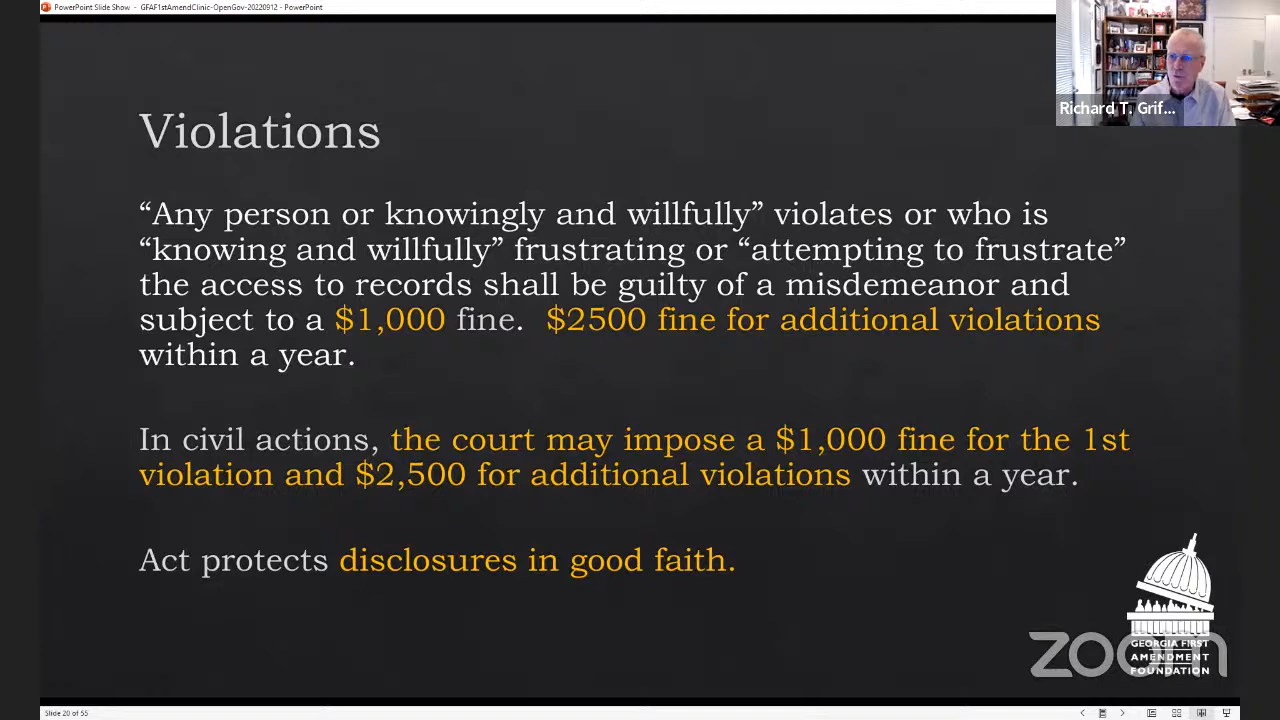 PowerPoint Slide Show - GFAF1stAmendClinic-OpenGov-20220912 - PowerPoint
Richard T. Grif...
Violations
“Any person or knowingly and willfully” violates or who is
“knowing and willfully” frustrating or “attempting to frustrate”
the access to records shall be guilty of a misdemeanor and
subject to a $1,000 fine.  $2500 fine for additional violations
within a year.
In civil actions, the court may impose a $1,000 fine for the 1st
violation and $2,500 for additional violations within a year.
Act protects disclosures in good faith.
GEORGIA FIRST
AMENDMENT
FOUNDATION
zoom
Slide 20 of 55